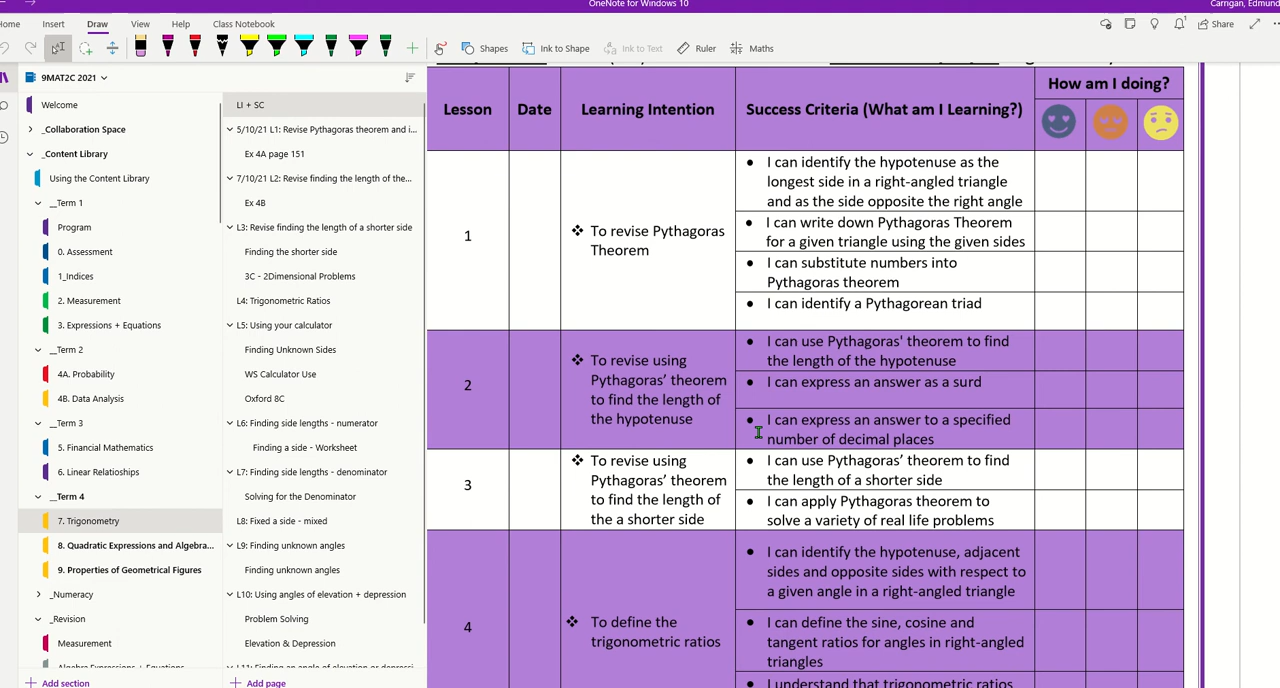 OneNote for Windows 10
Carrigan, Edmund
Home Insert Draw View Help Class Notebook
Share
Shapes Ink to Shape Ink to Text Ruler Maths
9MAT2C 2021
Welcome
_Collaboration Space
_Content Library
Using the Content Library
__Term 1
Program
0. Assessment
1_Indices
2. Measurement
3. Expressions + Equations
__Term 2
4A. Probability
4B. Data Analysis
__Term 3
5. Financial Mathematics
6. Linear Relatioships
__Term 4
7. Trigonometry
8. Quadratic Expressions and Algebra...
9. Properties of Geometrical Figures
_Numeracy
_Revision
Measurement
Algebra Expressions + Equations
Add section
LI + SC
5/10/21 L1: Revise Pythagoras theorem and i...
Ex 4A page 151
7/10/21 L2: Revise finding the length of the...
Ex 4B
L3: Revise finding the length of a shorter side
Finding the shorter side
3C - 2Dimensional Problems
L4: Trigonometric Ratios
L5: Using your calculator
Finding Unknown Sides
WS Calculator Use
Oxford 8C
L6: Finding side lengths - numerator
Finding a side - Worksheet
L7: Finding side lengths - denominator
Solving for the Denominator
L8: Fixed a side - mixed
L9: Finding unknown angles
Finding unknown angles
L10: Using angles of elevation + depression
Problem Solving
Elevation & Depression
L11: Finding an angle of elevation or depressi...
Add page
How am I doing?
Lesson Date Learning Intention Success Criteria (What am I Learning?)
1
❖ To revise Pythagoras
Theorem
• I can identify the hypotenuse as the
longest side in a right-angled triangle
and as the side opposite the right angle
• I can write down Pythagoras Theorem
for a given triangle using the given sides
• I can substitute numbers into
Pythagoras theorem
• I can identify a Pythagorean triad
2
❖ To revise using
Pythagoras’ theorem
to find the length of
the hypotenuse
• I can use Pythagoras' theorem to find
the length of the hypotenuse
• I can express an answer as a surd
• I can express an answer to a specified
number of decimal places
3
❖ To revise using
Pythagoras’ theorem
to find the length of
the a shorter side
• I can use Pythagoras’ theorem to find
the length of a shorter side
• I can apply Pythagoras theorem to
solve a variety of real life problems
4
❖ To define the
trigonometric ratios
• I can identify the hypotenuse, adjacent
sides and opposite sides with respect to
a given angle in a right-angled triangle
• I can define the sine, cosine and
tangent ratios for angles in right-angled
triangles
• I understand that trigonometric ratios